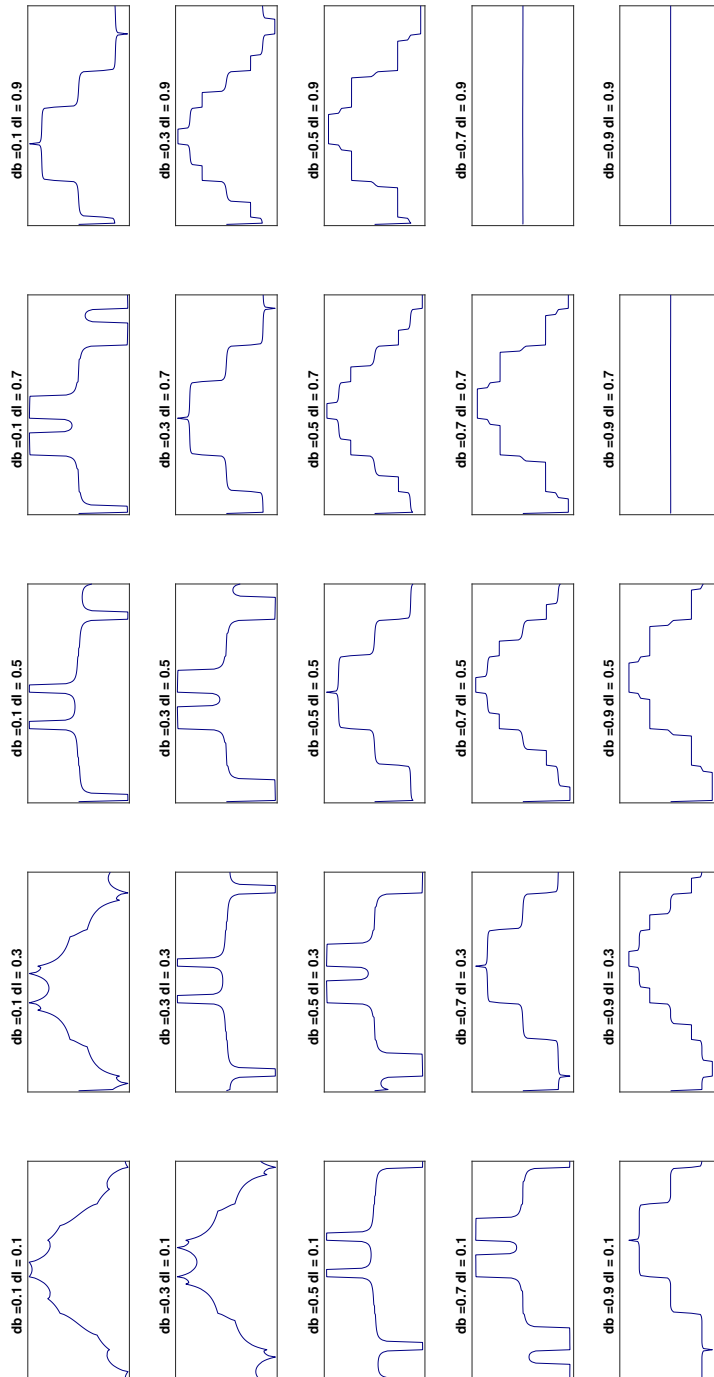 db =0.1 dl = 0.1
db =0.1 dl = 0.3
db =0.1 dl = 0.5
db =0.1 dl = 0.7
db =0.1 dl = 0.9
db =0.3 dl = 0.1
db =0.3 dl = 0.3
db =0.3 dl = 0.5
db =0.3 dl = 0.7
db =0.3 dl = 0.9
db =0.5 dl = 0.1
db =0.5 dl = 0.3
db =0.5 dl = 0.5
db =0.5 dl = 0.7
db =0.5 dl = 0.9
db =0.7 dl = 0.1
db =0.7 dl = 0.3
db =0.7 dl = 0.5
db =0.7 dl = 0.7
db =0.7 dl = 0.9
db =0.9 dl = 0.1
db =0.9 dl = 0.3
db =0.9 dl = 0.5
db =0.9 dl = 0.7
db =0.9 dl = 0.9